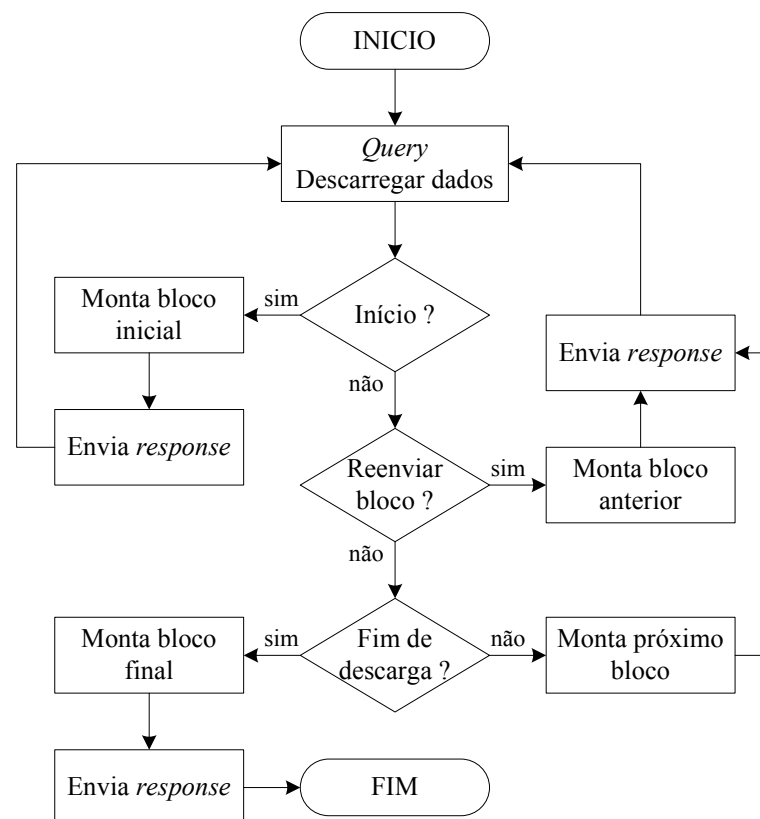 INICIO
Query
Descarregar dados
Monta bloco
inicial
sim
Início ?
Envia response
não
Envia response
Reenviar
bloco ?
sim
Monta bloco
anterior
não
Monta bloco
final
sim
Fim de
descarga ?
não
Monta próximo
bloco
Envia response
FIM